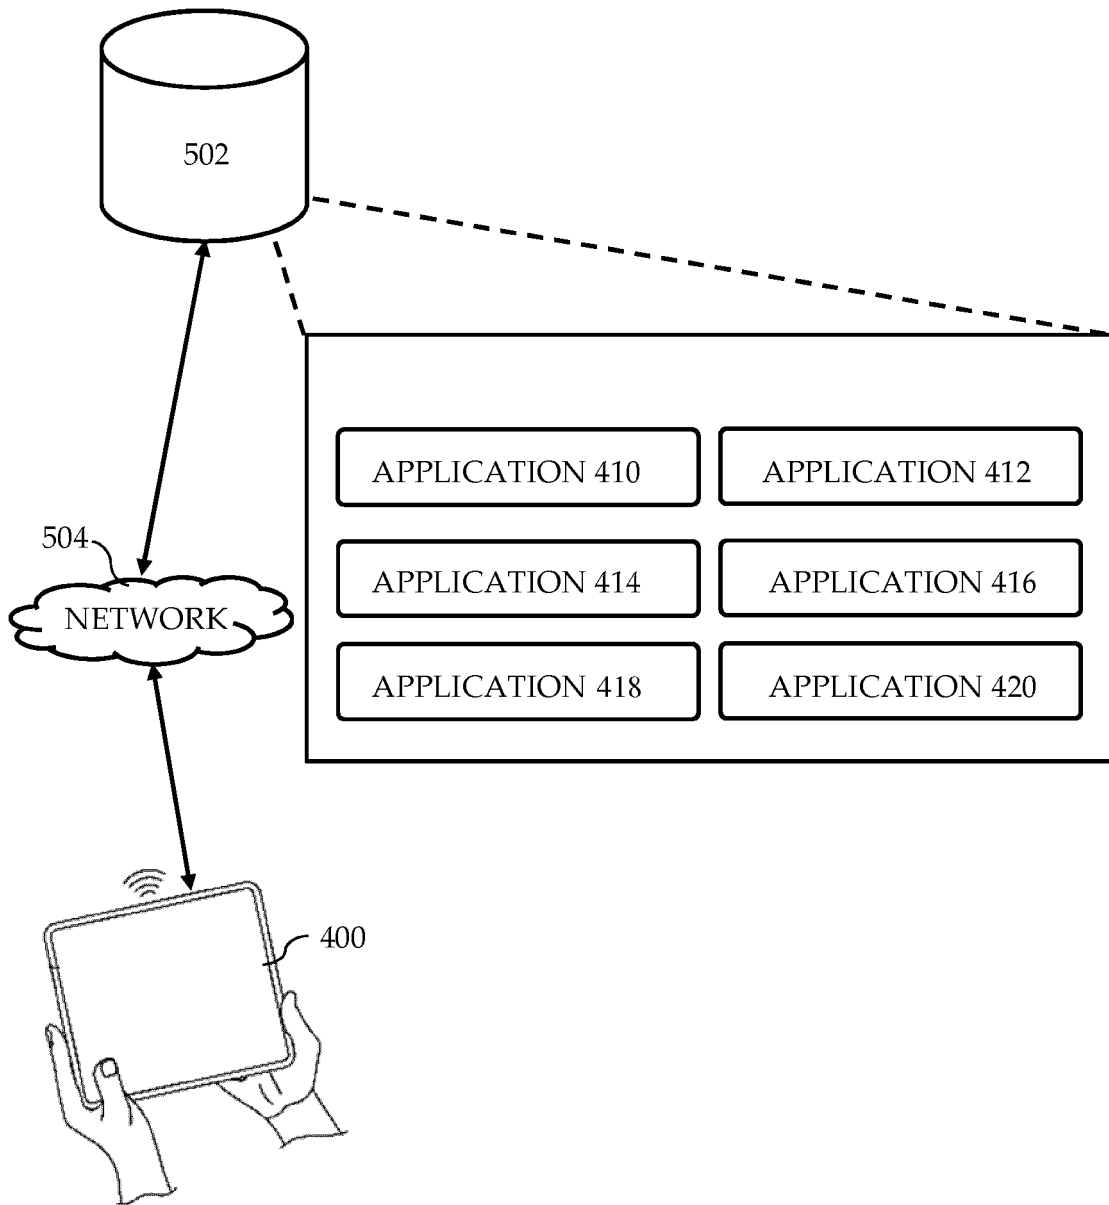 502
APPLICATION 410
APPLICATION 412
504
APPLICATION 414
APPLICATION 416
NETWORK
APPLICATION 418
APPLICATION 420
400